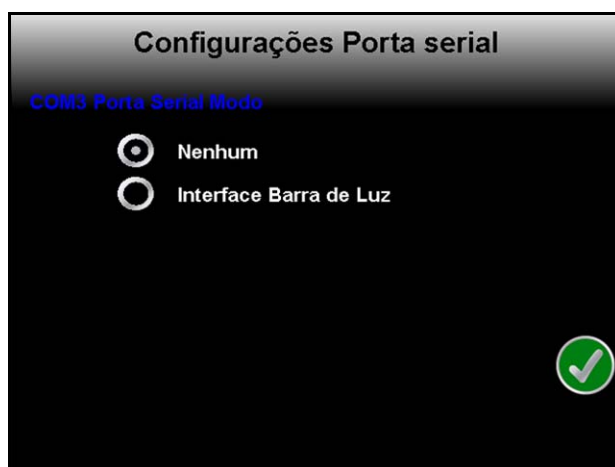 Configurações Porta serial
COM3 Porta Serial Modo
Nenhum
Interface Barra de Luz